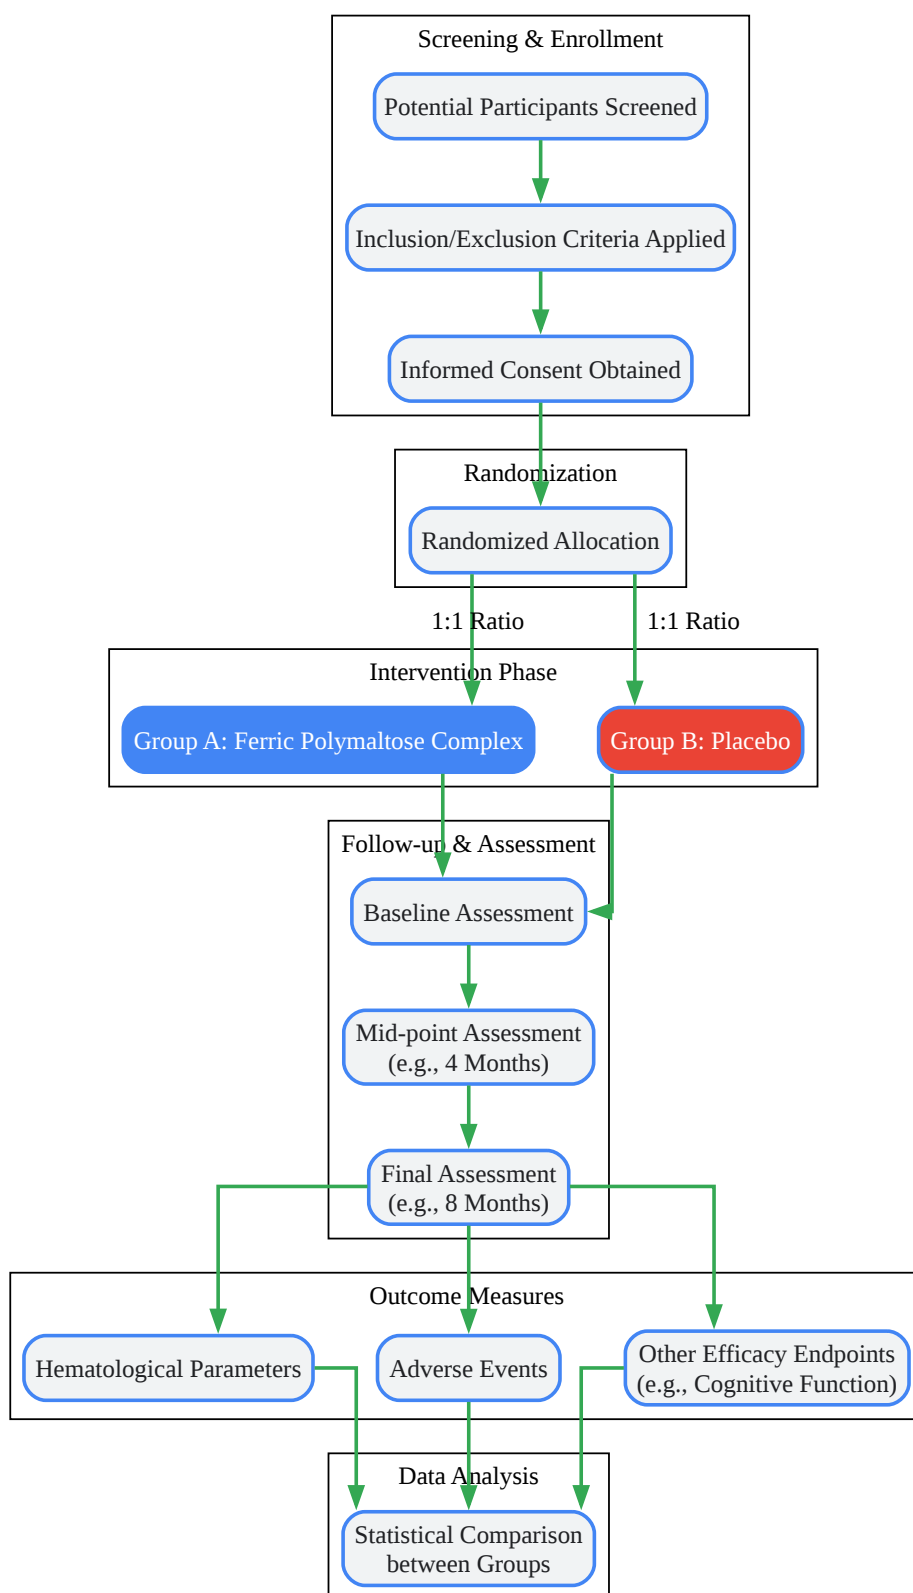 Screening & Enrollment
Potential Participants Screened
Inclusion/Exclusion Criteria Applied
Informed Consent Obtained
Randomization
Randomized Allocation
1:1 Ratio
1:1 Ratio
Intervention Phase
Group A: Ferric Polymaltose Complex
Group B: Placebo
Follow-up & Assessment
Baseline Assessment
Mid-point Assessment
(e.g., 4 Months)
Final Assessment
(e.g., 8 Months)
Outcome Measures
Hematological Parameters
Adverse Events
Other Efficacy Endpoints
(e.g., Cognitive Function)
Data Analysis
Statistical Comparison
between Groups